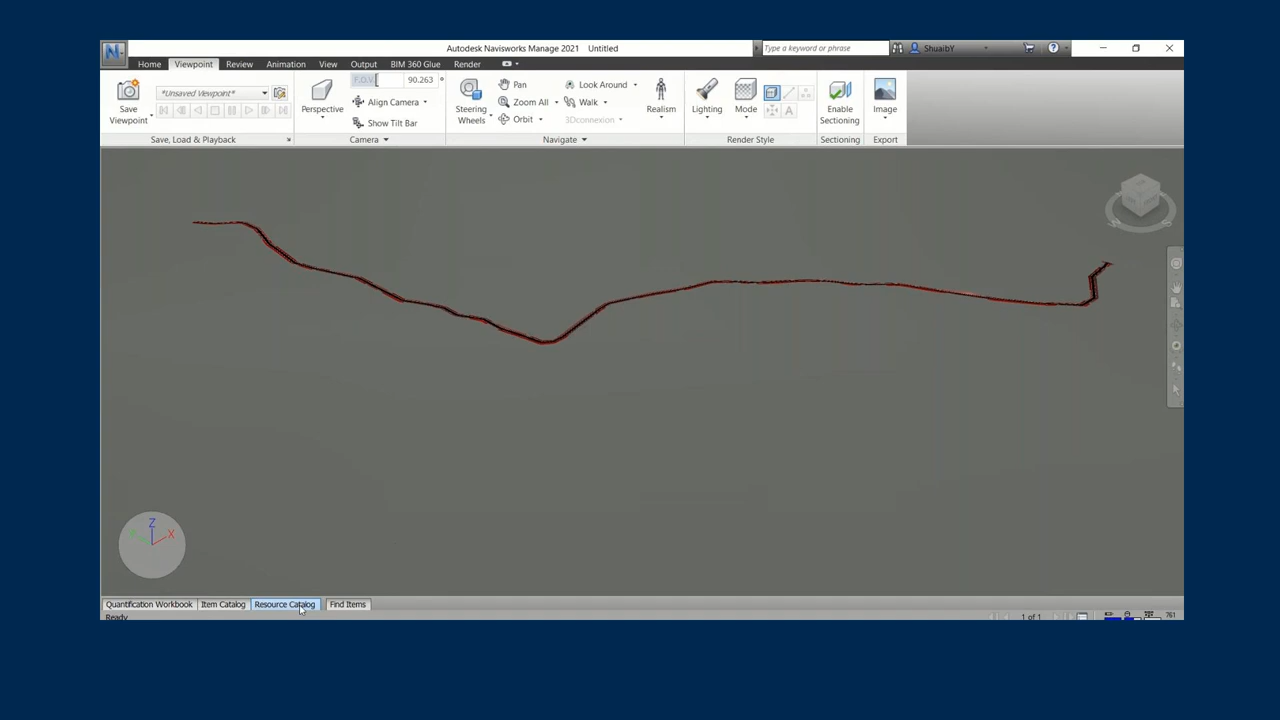 Autodesk Navisworks Manage 2021 Untitled
Type a keyword or phrase
ShuaibY
Home Viewpoint Review Animation View Output BIM 360 Glue Render
Save Viewpoint
*Unsaved Viewpoint*
Perspective
F.O.V. 90.263 °
Align Camera
Show Tilt Bar
Steering Wheels
Pan
Zoom All
Orbit
Look Around
Walk
3Dconnexion
Realism
Lighting
Mode
A
Enable Sectioning
Image
Save, Load & Playback Camera Navigate Render Style Sectioning Export
Z
X
Quantification Workbook Item Catalog Resource Catalog Find Items
Ready
1 of 1
761